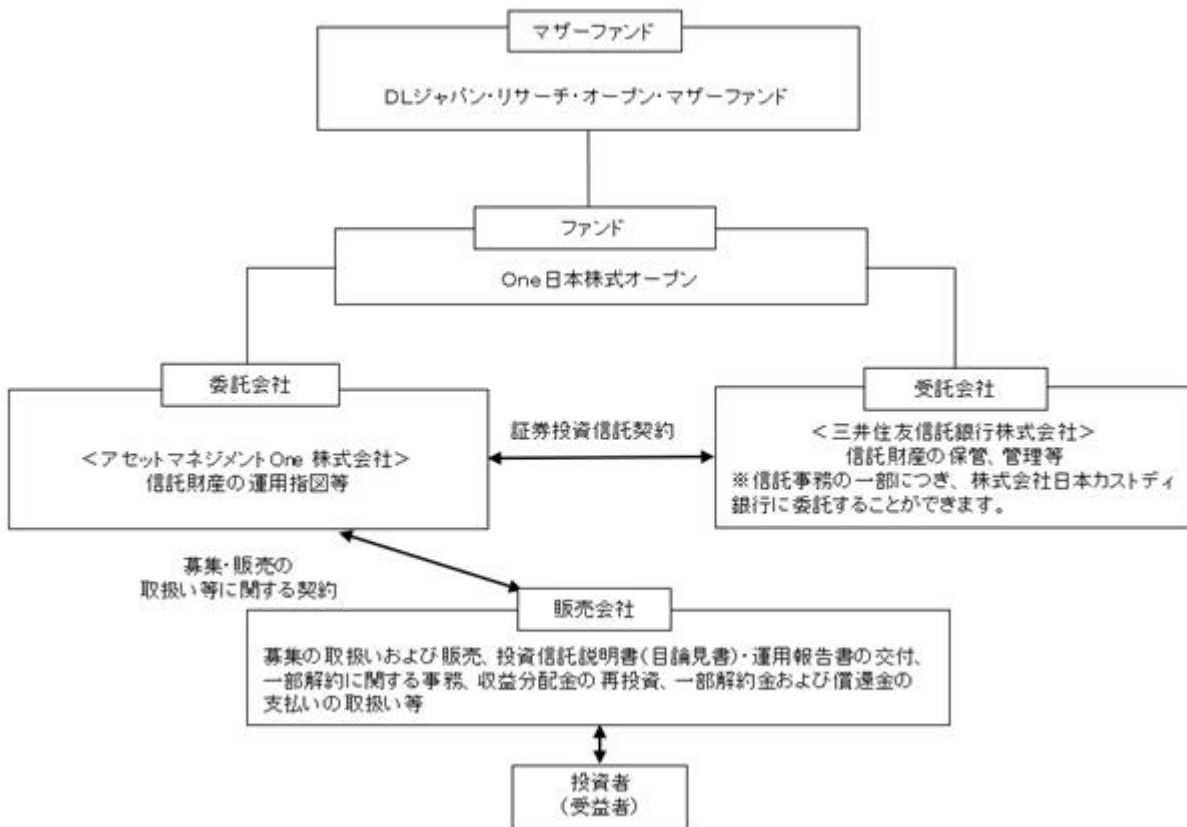 マザーファンド
DLジャパン・リサーチ・オープン・マザーファンド
ファンド
One日本株式オープン
委託会社
<アセットマネジメントOne 株式会社>
信託財産の運用指図等
証券投資信託契約
受託会社
<三井住友信託銀行株式会社>
信託財産の保管、管理等
※信託事務の一部につき、株式会社日本カストディ
銀行に委託することができます。
募集・販売の
取扱い等に関する契約
販売会社
募集の取扱いおよび販売、投資信託説明書(目論見書)・運用報告書の交付、
一部解約に関する事務、収益分配金の再投資、一部解約金および償還金の
支払いの取扱い等
投資者
(受益者)